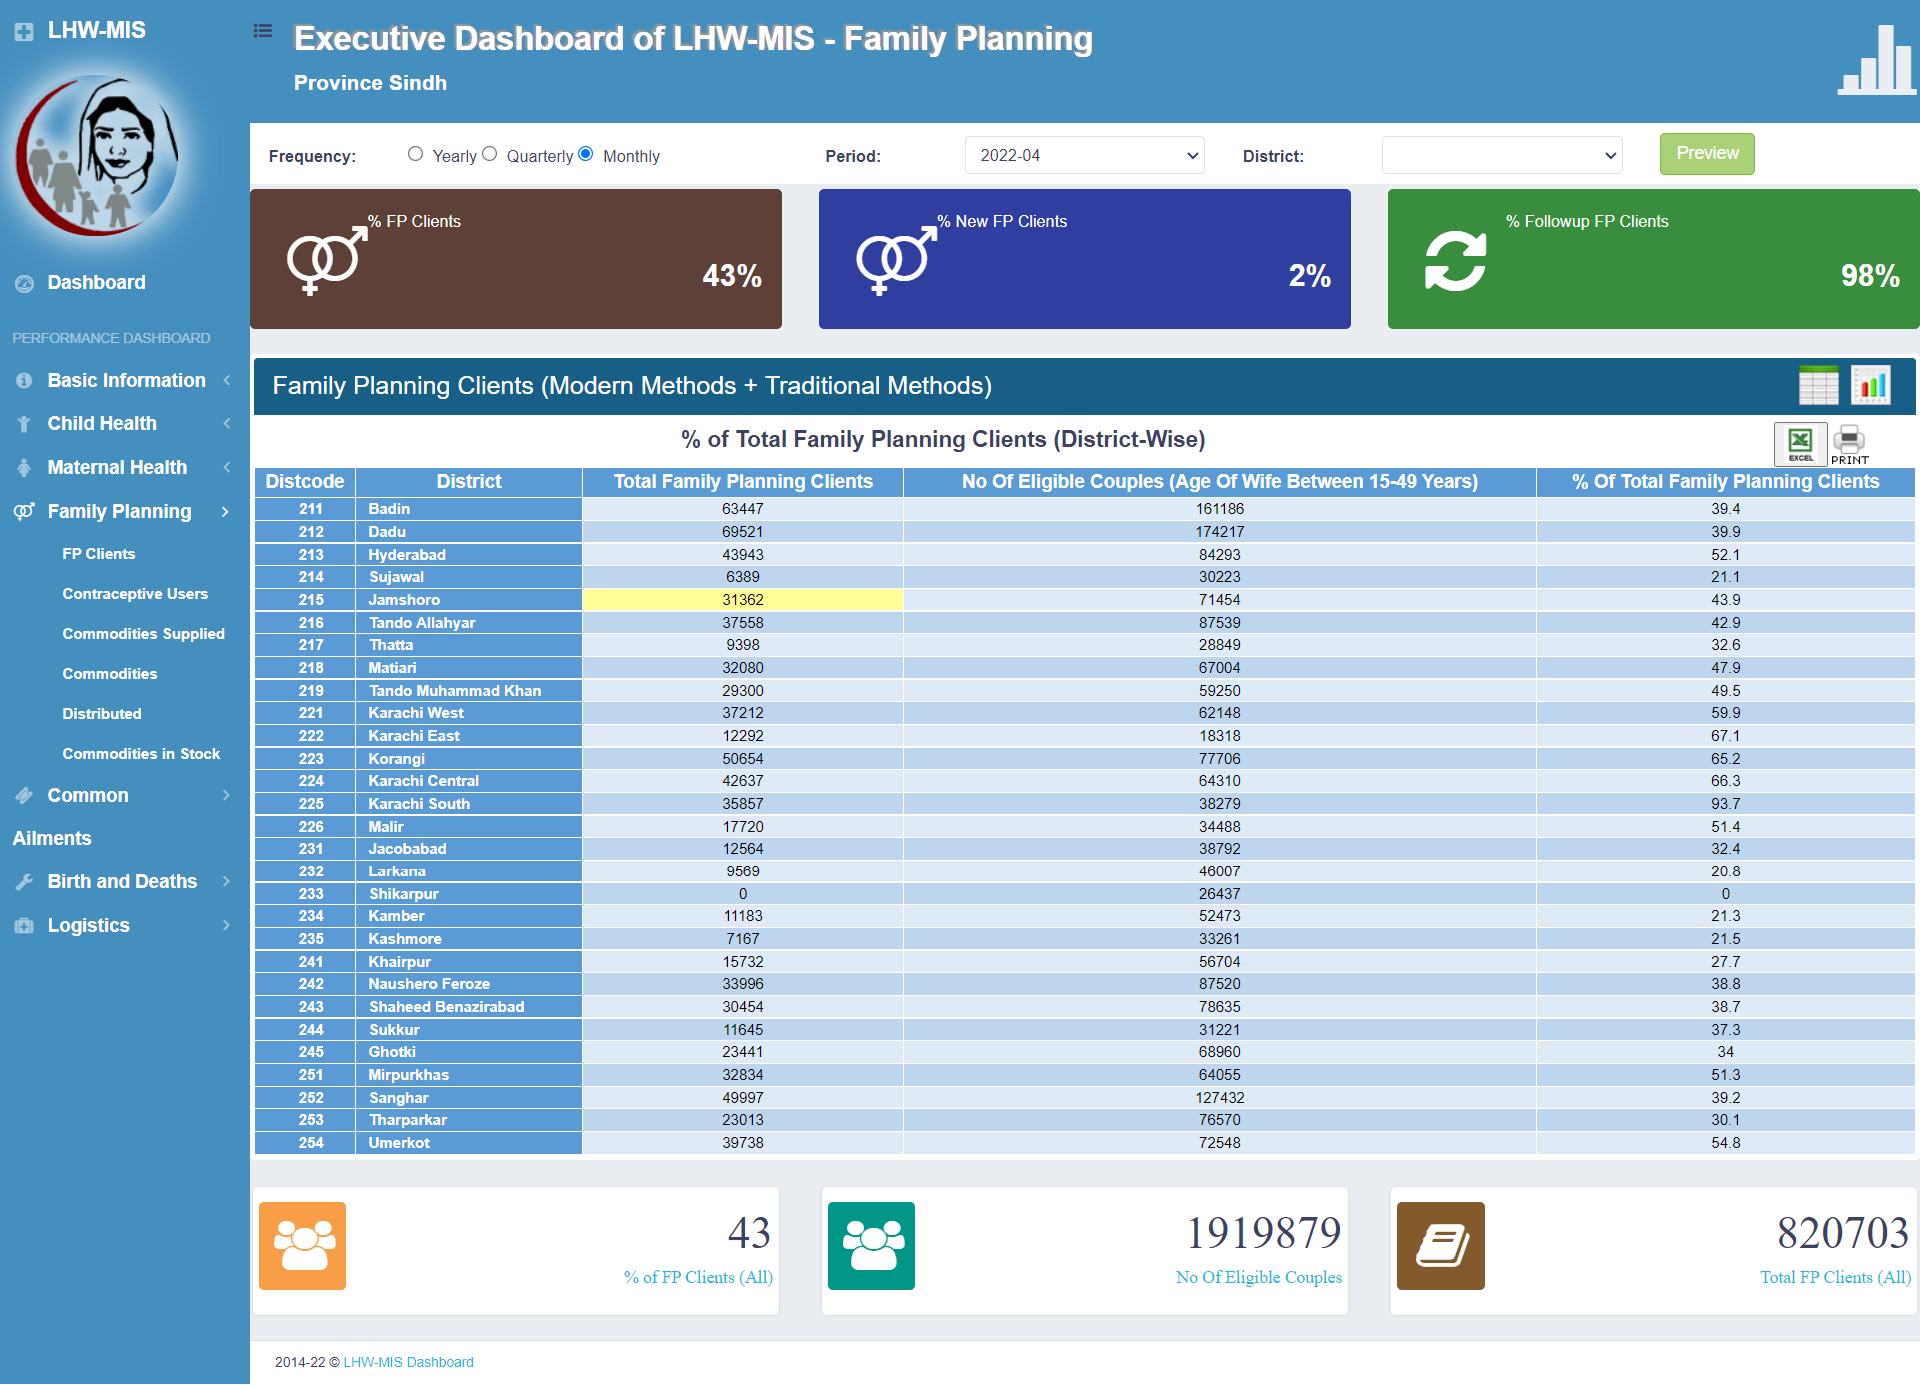 LHW-MIS
Executive Dashboard of LHW-MIS - Family Planning
Province Sindh
Frequency: Yearly Quarterly Monthly Period: 2022-04 District: Preview
% FP Clients
43%
% New FP Clients
2%
% Followup FP Clients
98%
Dashboard
PERFORMANCE DASHBOARD
Basic Information
Child Health
Maternal Health
Family Planning
FP Clients
Contraceptive Users
Commodities Supplied
Commodities
Distributed
Commodities in Stock
Common
Ailments
Birth and Deaths
Logistics
Family Planning Clients (Modern Methods + Traditional Methods)
% of Total Family Planning Clients (District-Wise)
EXCEL
PRINT
Distcode District Total Family Planning Clients No Of Eligible Couples (Age Of Wife Between 15-49 Years) % Of Total Family Planning Clients
211 Badin 63447 161186 39.4
212 Dadu 69521 174217 39.9
213 Hyderabad 43943 84293 52.1
214 Sujawal 6389 30223 21.1
215 Jamshoro 31362 71454 43.9
216 Tando Allahyar 37558 87539 42.9
217 Thatta 9398 28849 32.6
218 Matiari 32080 67004 47.9
219 Tando Muhammad Khan 29300 59250 49.5
221 Karachi West 37212 62148 59.9
222 Karachi East 12292 18318 67.1
223 Korangi 50654 77706 65.2
224 Karachi Central 42637 64310 66.3
225 Karachi South 35857 38279 93.7
226 Malir 17720 34488 51.4
231 Jacobabad 12564 38792 32.4
232 Larkana 9569 46007 20.8
233 Shikarpur 0 26437 0
234 Kamber 11183 52473 21.3
235 Kashmore 7167 33261 21.5
241 Khairpur 15732 56704 27.7
242 Naushero Feroze 33996 87520 38.8
243 Shaheed Benazirabad 30454 78635 38.7
244 Sukkur 11645 31221 37.3
245 Ghotki 23441 68960 34
251 Mirpurkhas 32834 64055 51.3
252 Sanghar 49997 127432 39.2
253 Tharparkar 23013 76570 30.1
254 Umerkot 39738 72548 54.8
43
% of FP Clients (All)
1919879
No Of Eligible Couples
820703
Total FP Clients (All)
2014-22 © LHW-MIS Dashboard